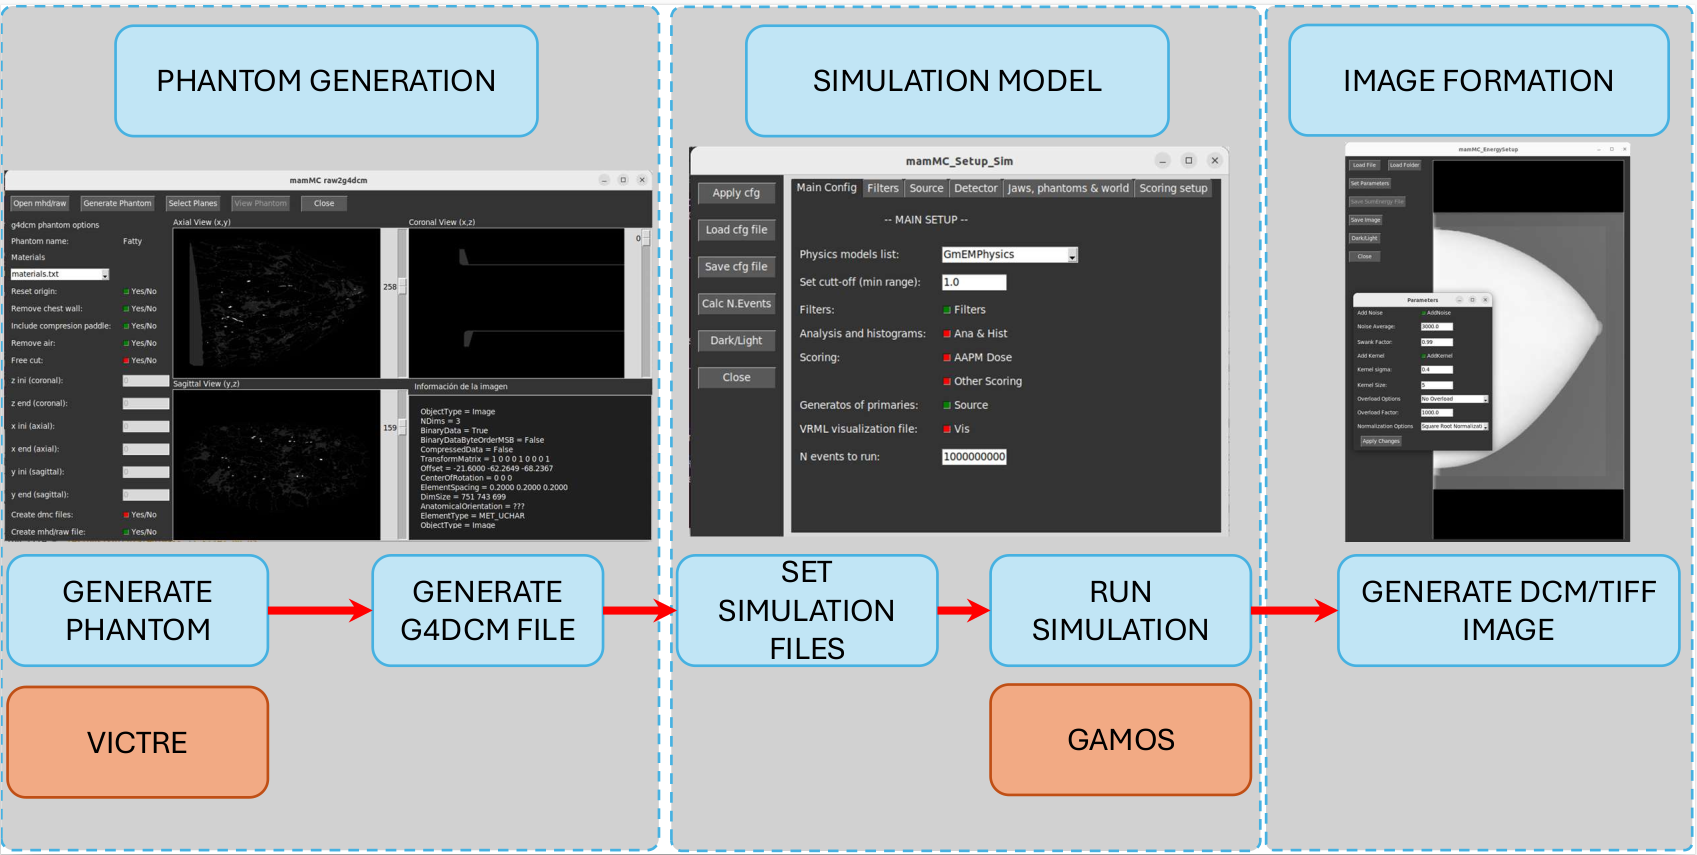 PHANTOM GENERATION
SIMULATION MODEL
IMAGE FORMATION
mamMC raw2g4dcm
Open mhd/raw
Generate Phantom
Select Planes
View Phantom
Close
g4dcm phantom options
Phantom name: Fatty
Materials
materials.txt
Reset origin: Yes/No
Remove chest wall: Yes/No
Include compresion paddle: Yes/No
Remove air: Yes/No
Free cut: Yes/No
z ini (coronal): 0
z end (coronal): 0
x ini (axial): 0
x end (axial): 0
y ini (sagittal): 0
y end (sagittal): 0
Create dmc files: Yes/No
Create mhd/raw file: Yes/No
Axial View (x,y)
258
Coronal View (x,z)
0
Sagittal View (y,z)
159
Información de la imagen
ObjectType = Image
NDims = 3
BinaryData = True
BinaryDataByteOrderMSB = False
CompressedData = False
TransformMatrix = 1 0 0 0 1 0 0 0 1
Offset = -21.6000 -62.2649 -68.2367
CenterOfRotation = 0 0 0
ElementSpacing = 0.2000 0.2000 0.2000
DimSize = 751 743 699
AnatomicalOrientation = ???
ElementType = MET_UCHAR
ObjectType = Image
mamMC_Setup_Sim
Apply cfg
Load cfg file
Save cfg file
Calc N.Events
Dark/Light
Close
Main Config
Filters
Source
Detector
Jaws, phantoms & world
Scoring setup
-- MAIN SETUP --
Physics models list: GmEMPhysics
Set cutt-off (min range): 1.0
Filters: Filters
Analysis and histograms: Ana & Hist
Scoring: AAPM Dose
Other Scoring
Generatos of primaries: Source
VRML visualization file: Vis
N events to run: 1000000000
mamMC_EnergySetup
Load File
Load Folder
Set Parameters
Save SumEnergy File
Save Image
Dark/Light
Close
Parameters
Add Noise AddNoise
Noise Average: 3000.0
Swank Factor: 0.99
Add Kernel AddKernel
Kernel sigma: 0.4
Kernel Size: 5
Overload Options No Overload
Overload Factor: 1000.0
Normalization Options Square Root Normalizati
Apply Changes
GENERATE
PHANTOM
GENERATE
G4DCM FILE
SET
SIMULATION
FILES
RUN
SIMULATION
GENERATE DCM/TIFF
IMAGE
VICTRE
GAMOS